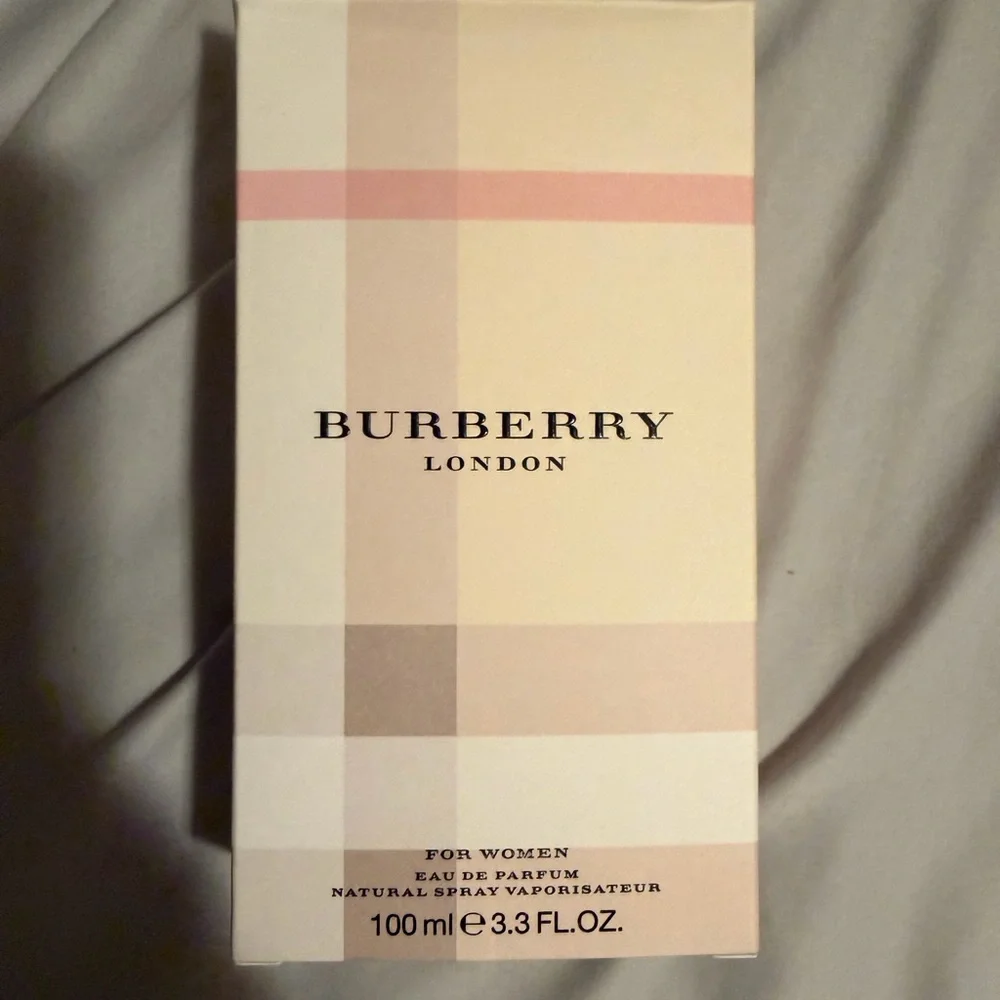 BURBERRY
LONDON
FOR WOMEN
EAU DE PARFUM
NATURAL SPRAY VAPORISATEUR
100 ml ℮ 3.3 FL.OZ.